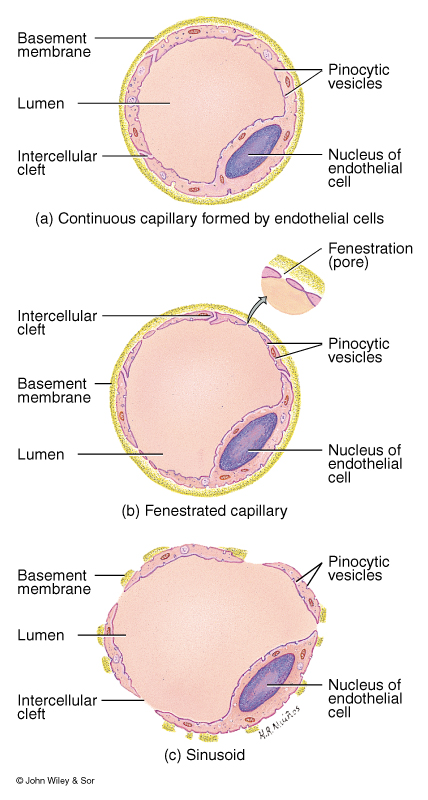 Basement
membrane
Pinocytic
vesicles
Lumen
Intercellular
cleft
Nucleus of
endothelial
cell
(a) Continuous capillary formed by endothelial cells
Fenestration
(pore)
Intercellular
cleft
Pinocytic
vesicles
Basement
membrane
Lumen
Nucleus of
endothelial
cell
(b) Fenestrated capillary
Pinocytic
vesicles
Basement
membrane
Lumen
Nucleus of
endothelial
cell
Intercellular
cleft
(c) Sinusoid
© John Wiley & Sor